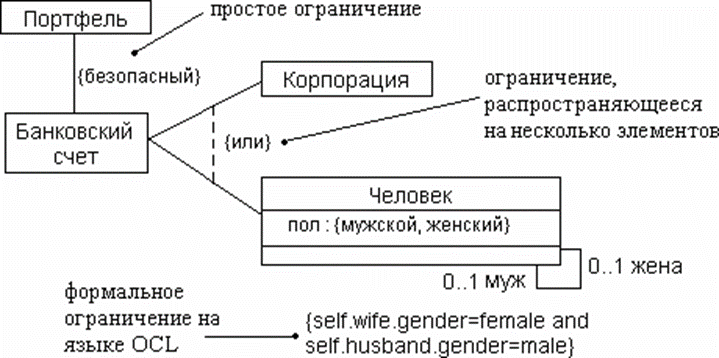 Портфель
простое ограничение
{безопасный}
Корпорация
ограничение,
распространяющееся
на несколько элементов
Банковский
счет
{или}
Человек
пол : {мужской, женский}
0..1 муж
0..1 жена
формальное
ограничение на
языке OCL
{self.wife.gender=female and
self.husband.gender=male}